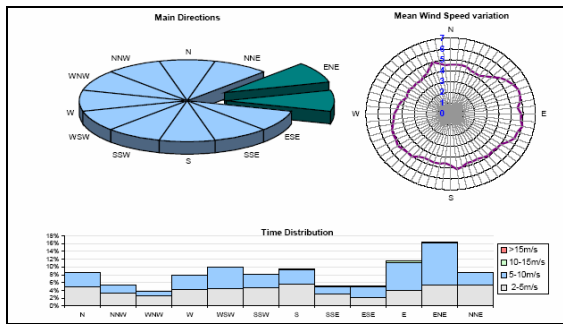 Main Directions
N
NNE
ENE
ESE
SSE
S
SSW
WSW
W
WNW
NNW
Mean Wind Speed variation
N
E
S
W
7
6
5
4
3
2
1
0
Time Distribution
18%
16%
14%
12%
10%
8%
6%
4%
2%
0%
N NNW WNW W WSW SSW S SSE ESE E ENE NNE
>15m/s
10-15m/s
5-10m/s
2-5m/s